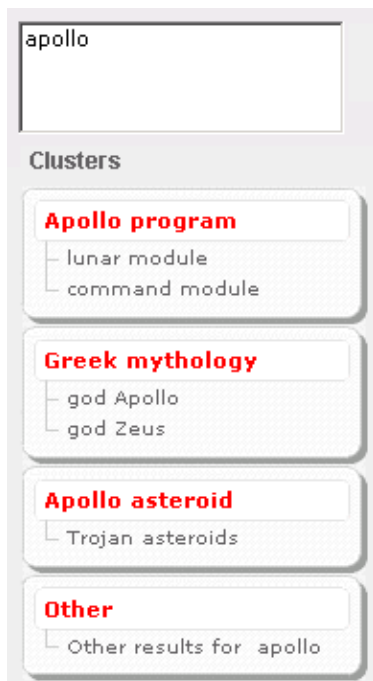 apollo
Clusters
Apollo program
lunar module
command module
Greek mythology
god Apollo
god Zeus
Apollo asteroid
Trojan asteroids
Other
Other results for apollo